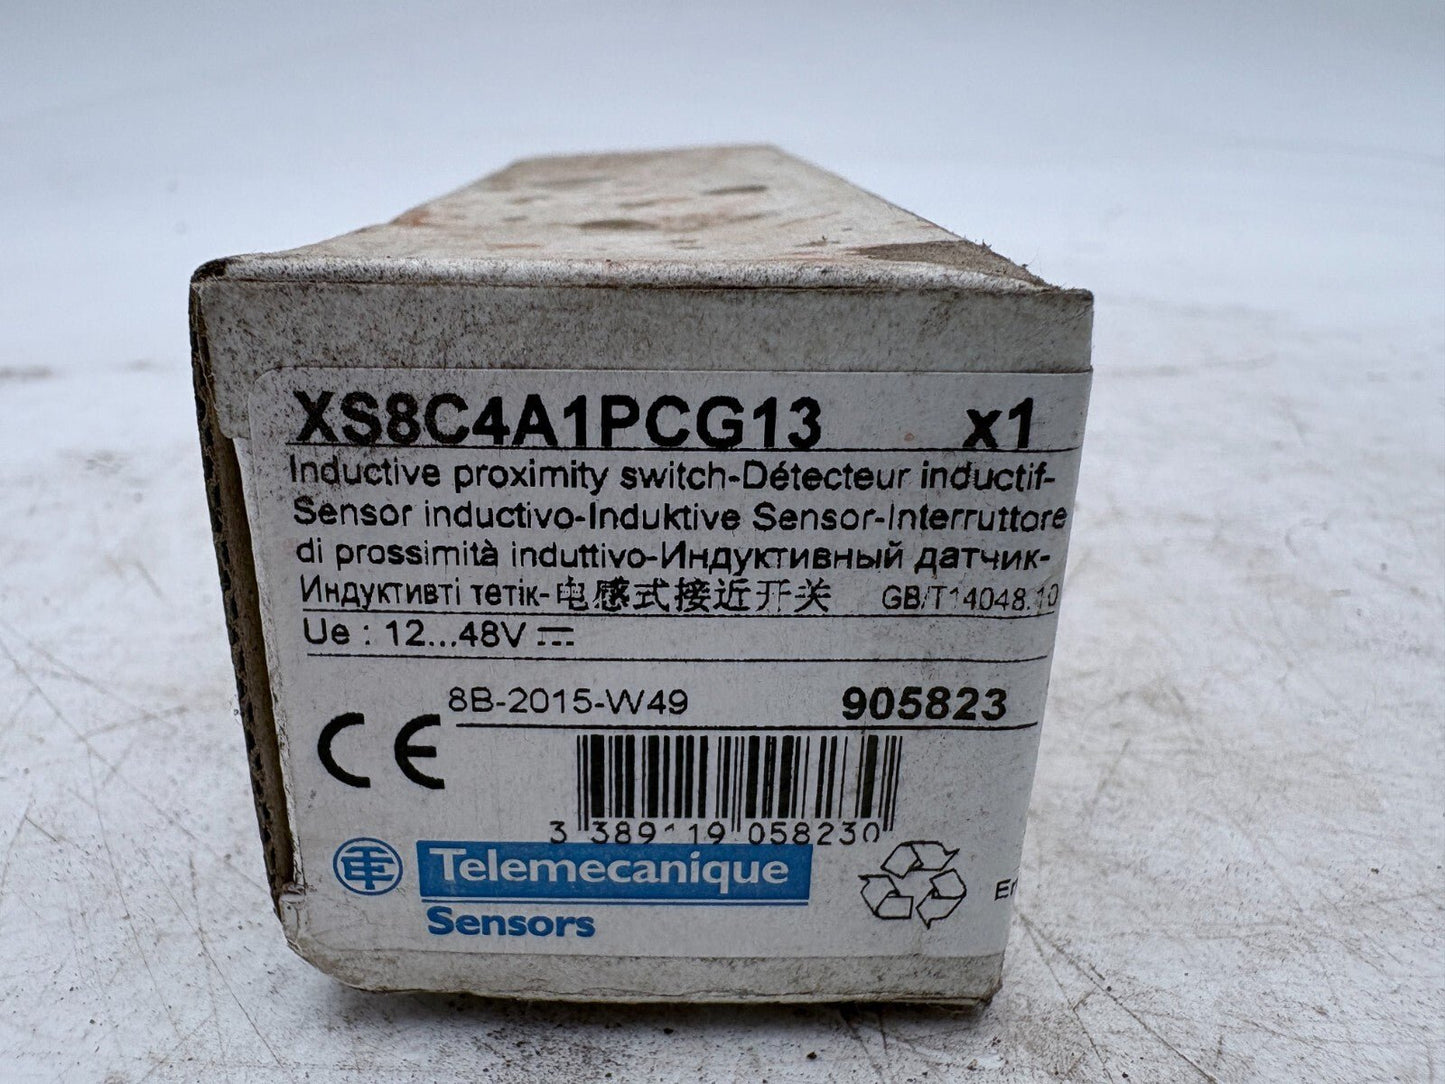 XS8C4A1PCG13 x1
Inductive proximity switch-Détecteur inductif-
Sensor inductivo-Induktive Sensor-Interruttore
di prossimità induttivo-Индуктивный датчик-
Индуктивті тетік-电感式接近开关 GB/T14048.10
Ue : 12...48V
8B-2015-W49 905823
CE
3 389119 058230
Telemecanique
Sensors